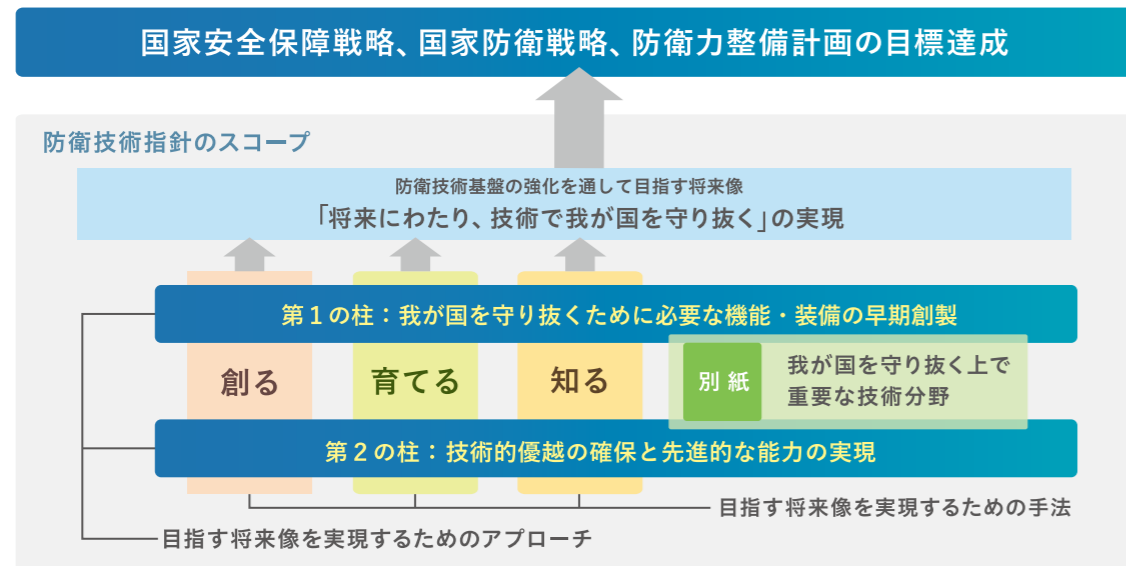 国家安全保障戦略、国家防衛戦略、防衛力整備計画の目標達成
防衛技術指針のスコープ
防衛技術基盤の強化を通して目指す将来像
「将来にわたり、技術で我が国を守り抜く」の実現
第1の柱：我が国を守り抜くために必要な機能・装備の早期創製
創る
育てる
知る
別紙
我が国を守り抜く上で
重要な技術分野
第2の柱：技術的優越の確保と先進的な能力の実現
目指す将来像を実現するための手法
目指す将来像を実現するためのアプローチ